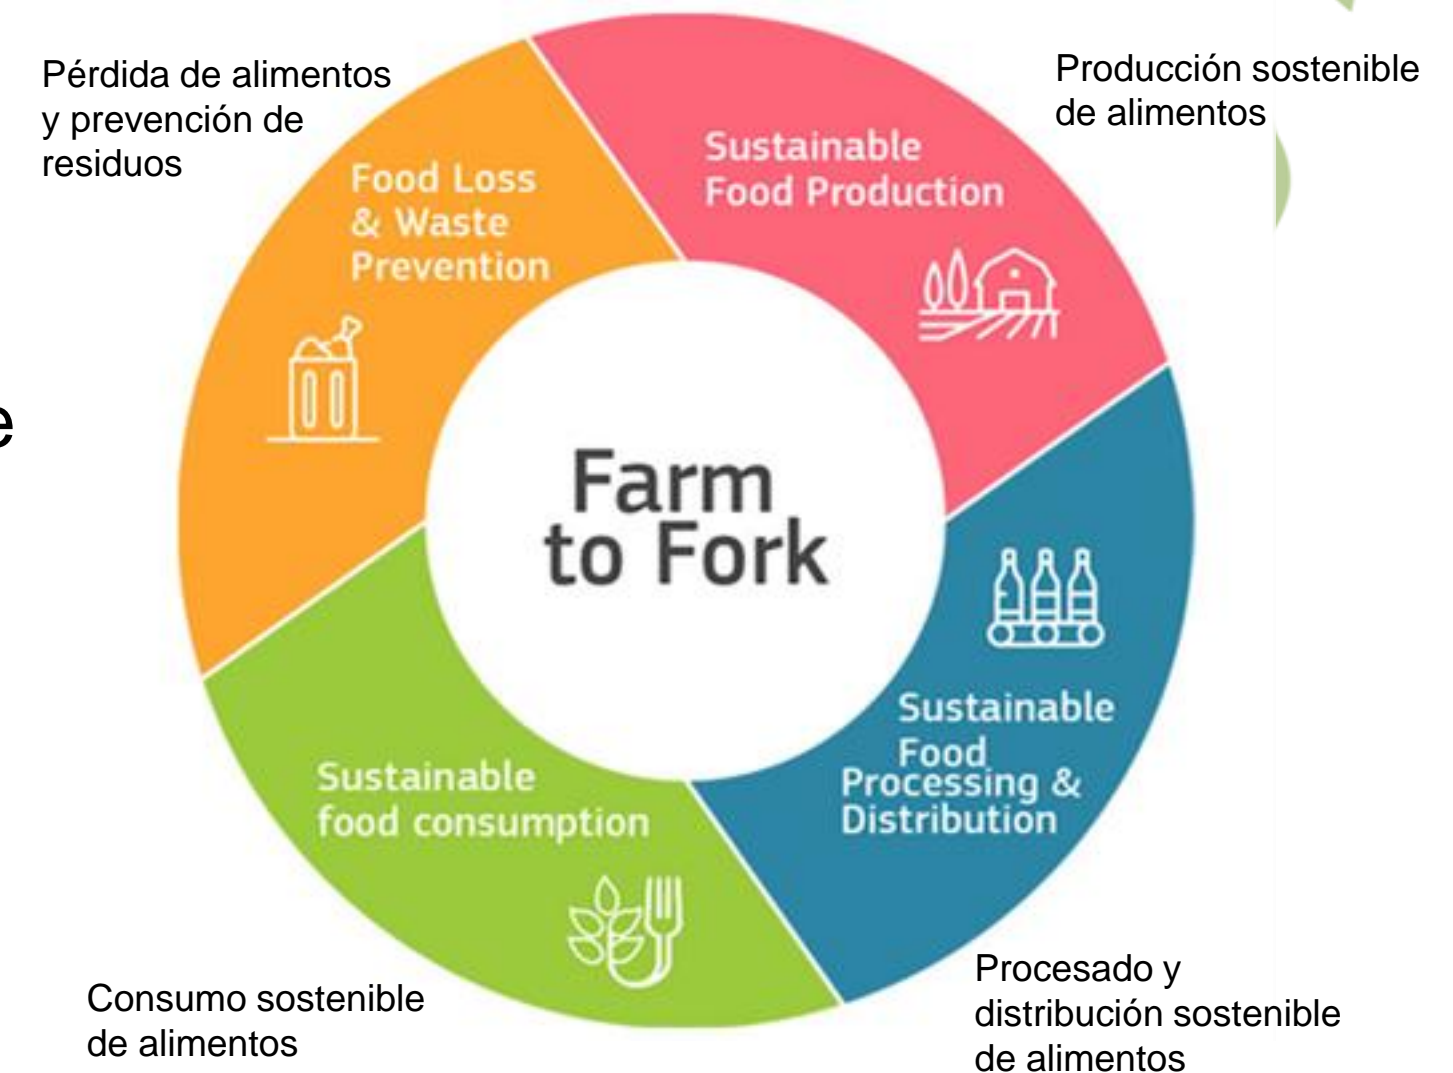 Pérdida de alimentos
y prevención de
residuos
Producción sostenible
de alimentos
Food Loss
& Waste
Prevention
Sustainable
Food Production
e
Farm
to Fork
Sustainable
Food
Processing &
Distribution
Sustainable
food consumption
Consumo sostenible
de alimentos
Procesado y
distribución sostenible
de alimentos